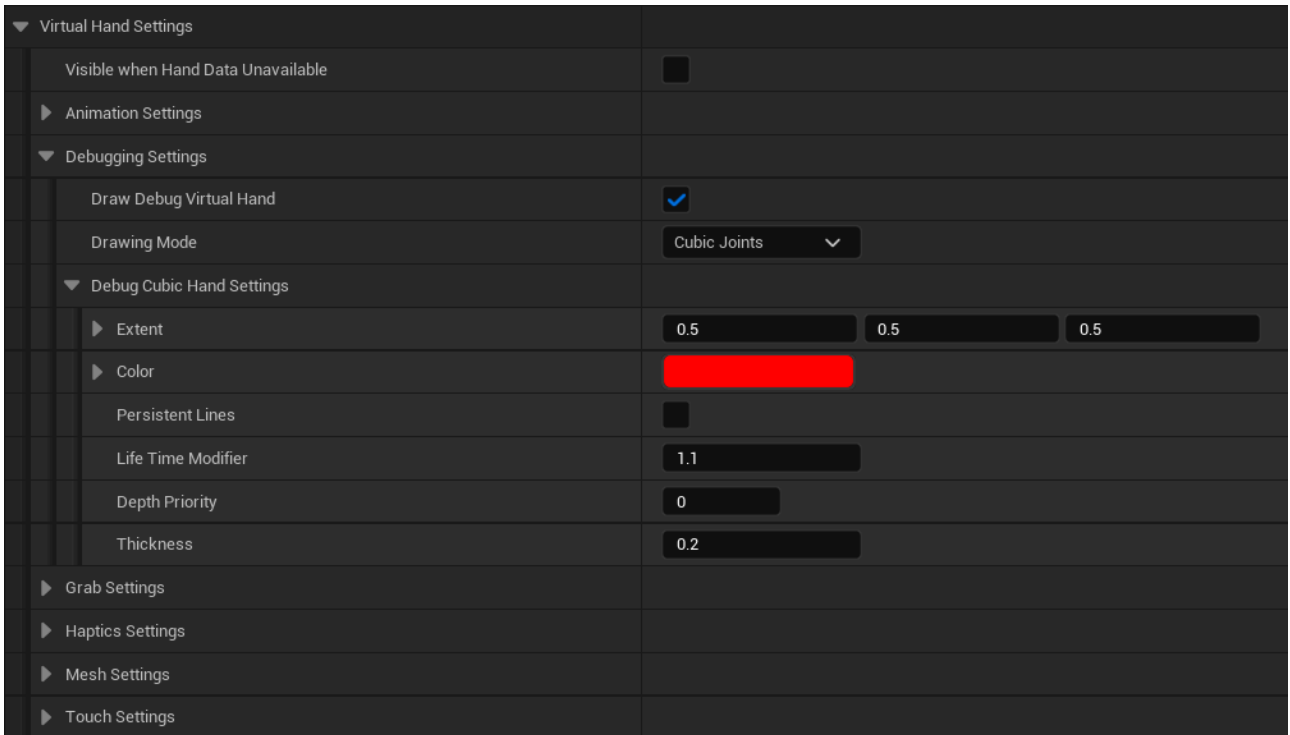 Virtual Hand Settings
Visible when Hand Data Unavailable
Animation Settings
Debugging Settings
Draw Debug Virtual Hand
Drawing Mode Cubic Joints
Debug Cubic Hand Settings
Extent 0.5 0.5 0.5
Color
Persistent Lines
Life Time Modifier 1.1
Depth Priority 0
Thickness 0.2
Grab Settings
Haptics Settings
Mesh Settings
Touch Settings